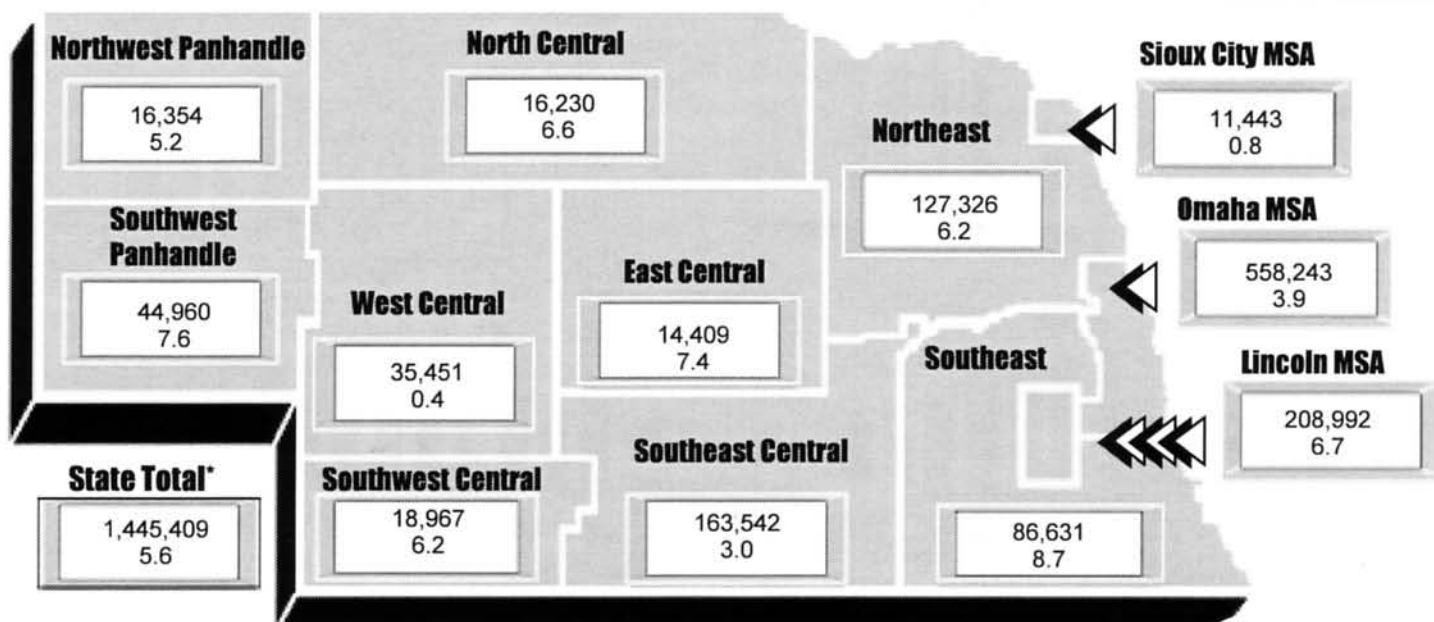 Northwest Panhandle
16,354
5.2
North Central
16,230
6.6
Sioux City MSA
11,443
0.8
Northeast
127,326
6.2
Southwest
Panhandle
44,960
7.6
West Central
35,451
0.4
East Central
14,409
7.4
Omaha MSA
558,243
3.9
Southeast
86,631
8.7
Lincoln MSA
208,992
6.7
State Total*
1,445,409
5.6
Southwest Central
18,967
6.2
Southeast Central
163,542
3.0